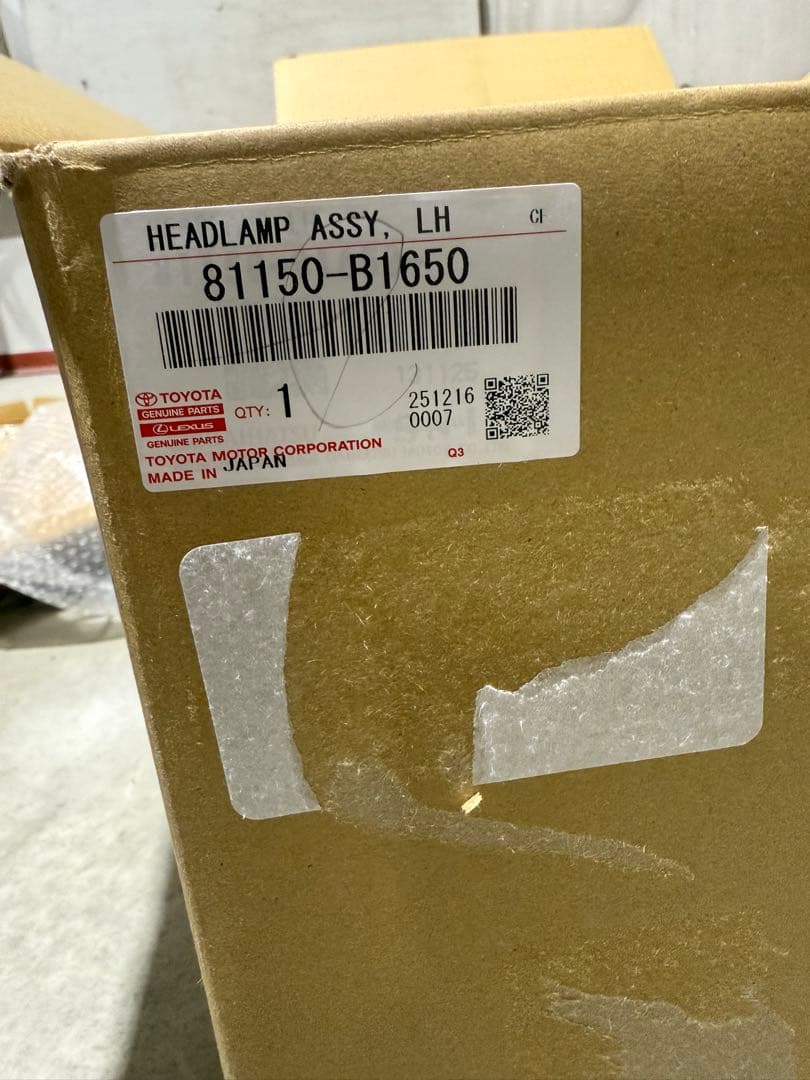 HEADLAMP ASSY, LH
81150-B1650
TOYOTA
GENUINE PARTS
LEXUS
GENUINE PARTS
QTY: 1
251216
0007
TOYOTA MOTOR CORPORATION
MADE IN JAPAN
Q3